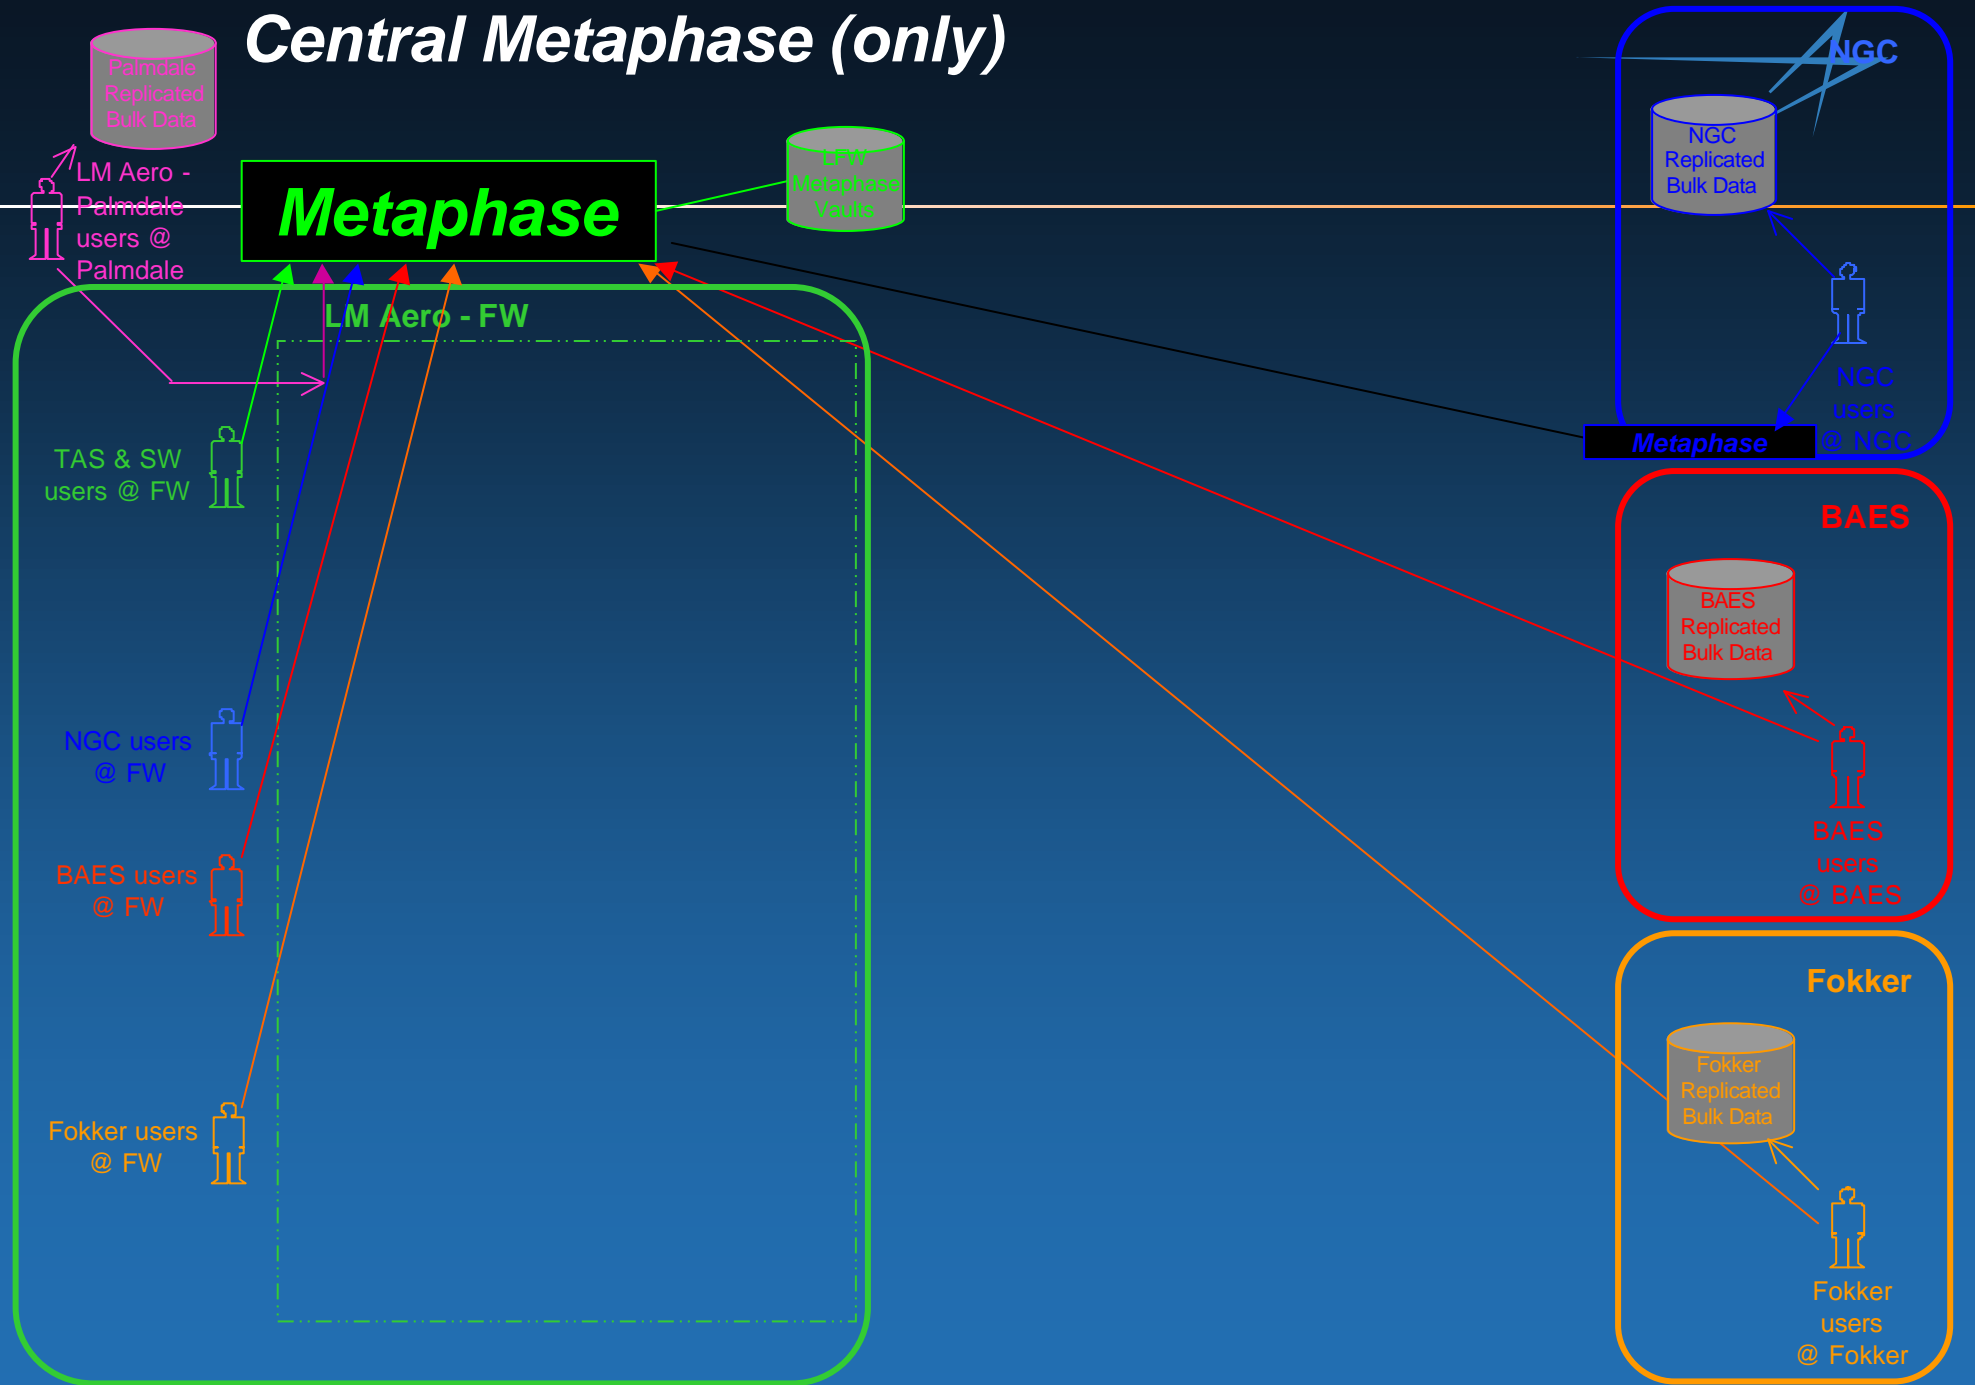 Central Metaphase (only)
Palmdale
Replicated
Bulk Data
LM Aero -
Palmdale
users @
Palmdale
Metaphase
LFW
Metaphase
Vaults
NGC
NGC
Replicated
Bulk Data
NGC
users
@ NGC
Metaphase
LM Aero - FW
TAS & SW
users @ FW
NGC users
@ FW
BAES users
@ FW
Fokker users
@ FW
BAES
BAES
Replicated
Bulk Data
BAES
users
@ BAES
Fokker
Fokker
Replicated
Bulk Data
Fokker
users
@ Fokker